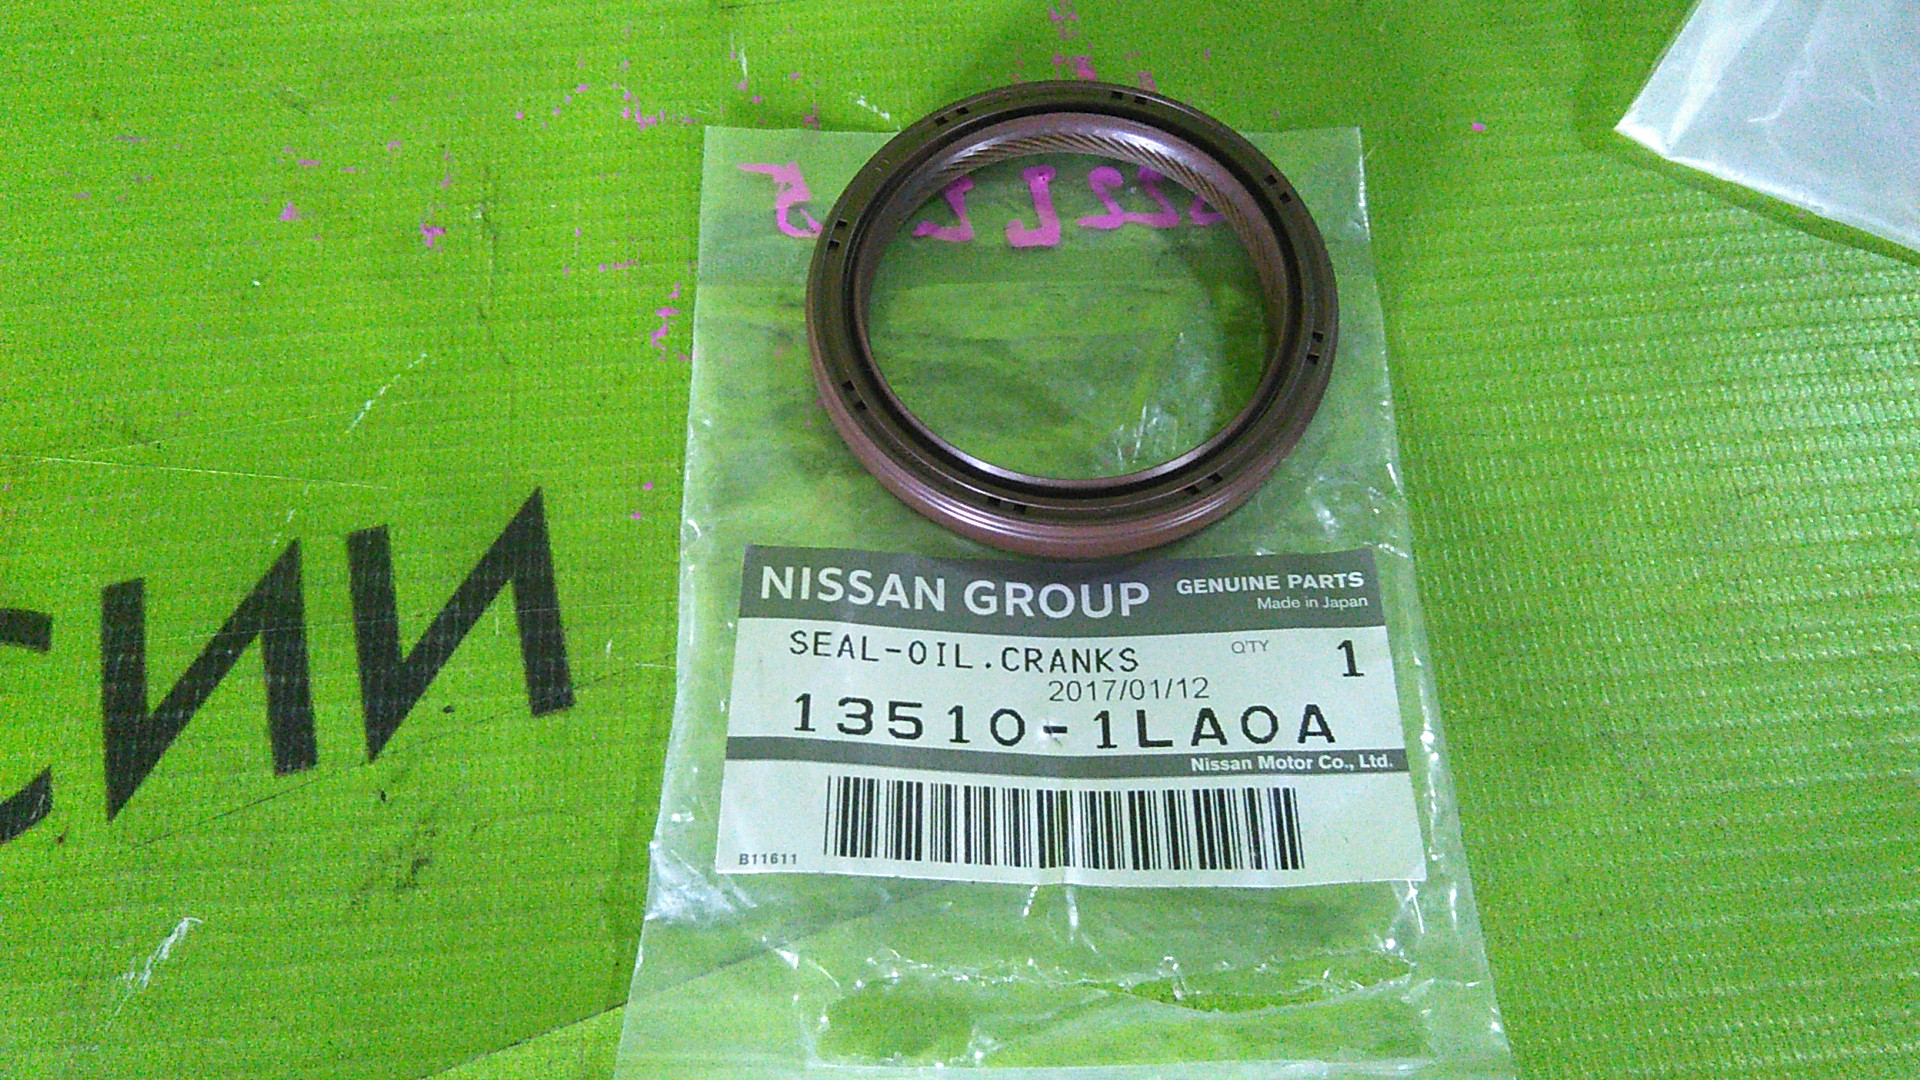 NISSAN GROUP GENUINE PARTS
Made in Japan
SEAL-OIL.CRANKS Q'TY 1
2017/01/12
13510-1LA0A
Nissan Motor Co., Ltd.
B11611